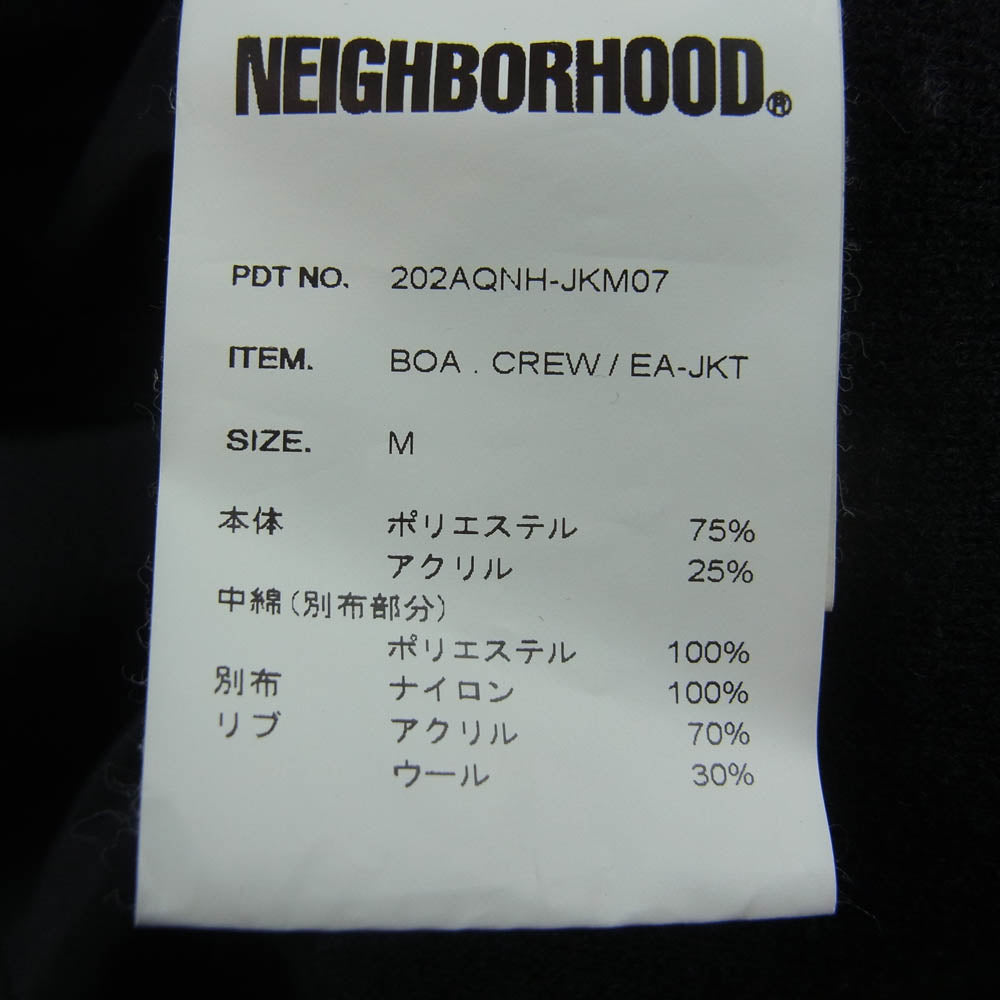 NEIGHBORHOOD®
PDT NO. 202AQNH-JKM07
ITEM. BOA . CREW / EA-JKT
SIZE. M
本体 ポリエステル 75%
アクリル 25%
中綿(別布部分)
ポリエステル 100%
別布 ナイロン 100%
リブ アクリル 70%
ウール 30%